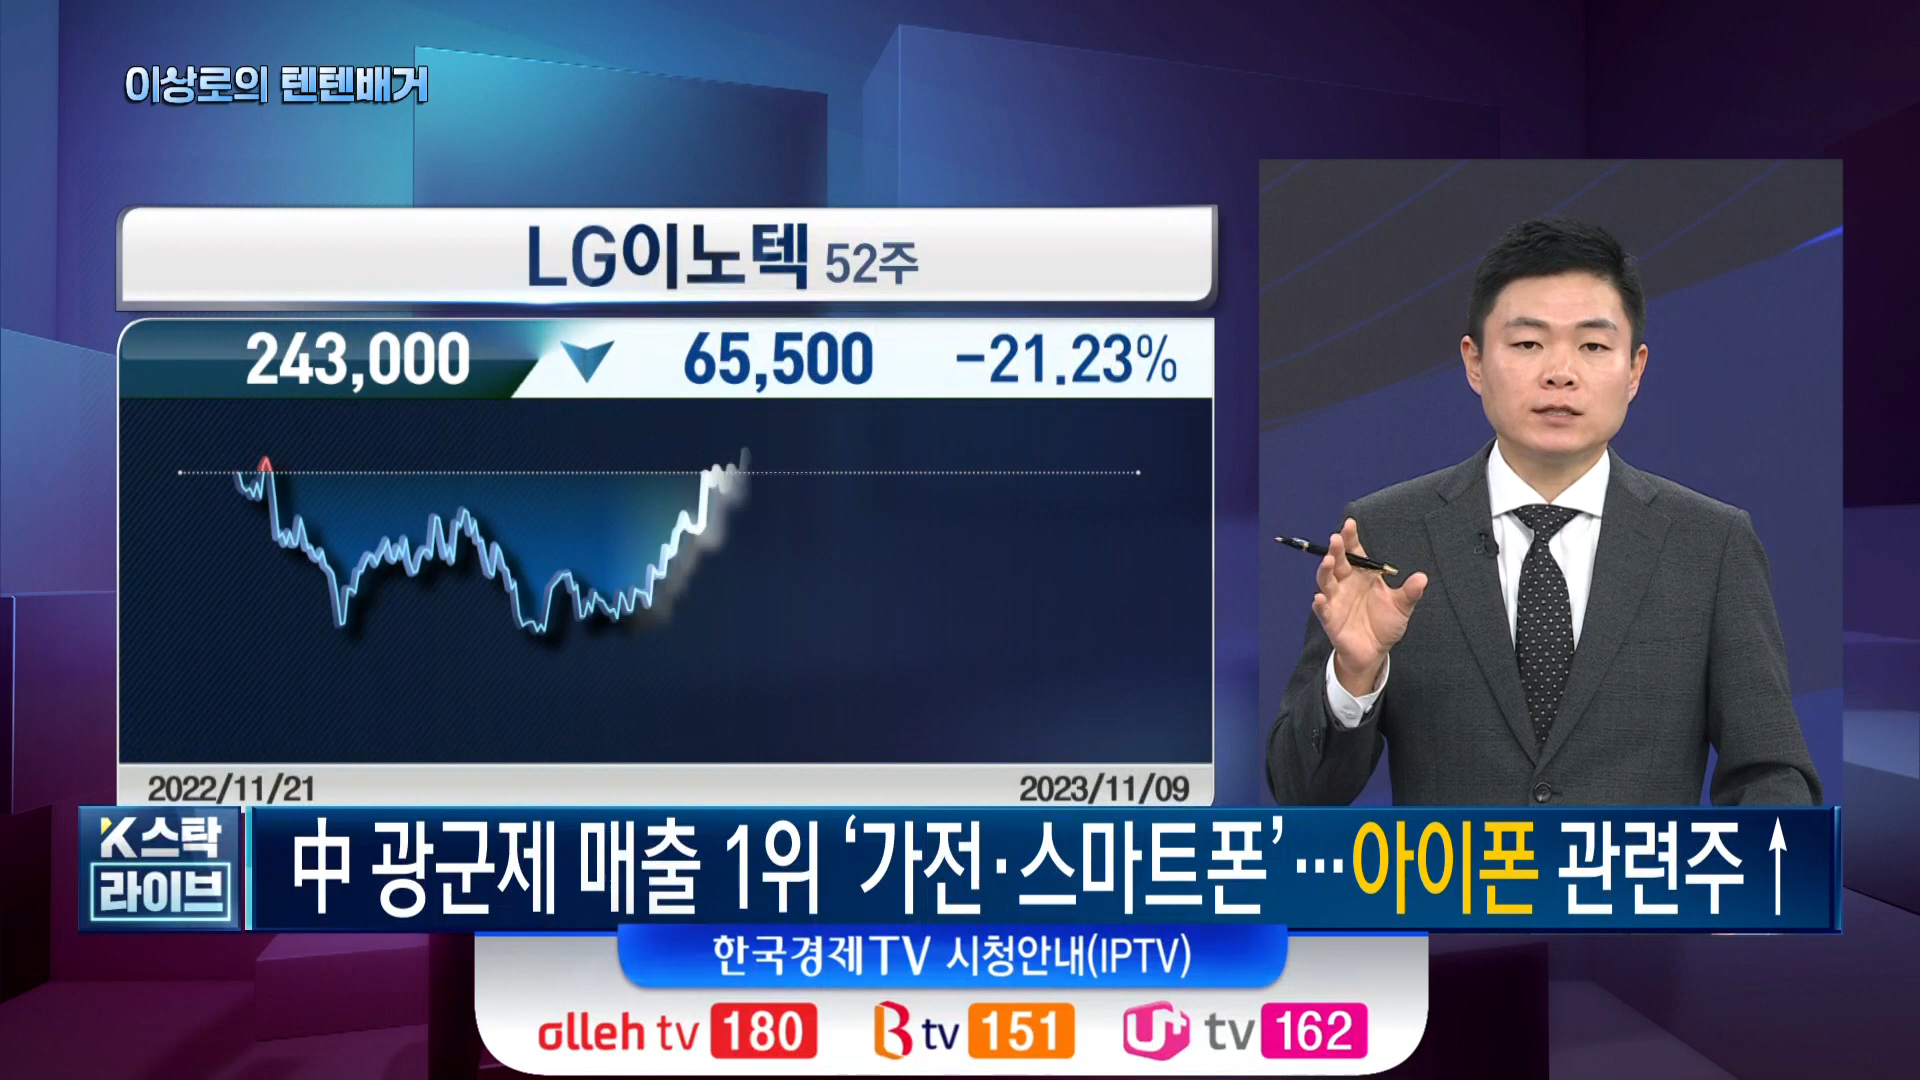 이상로의 텐텐배거
LG이노텍 52주
243,000 ▼ 65,500 -21.23%
2022/11/21 2023/11/09
K스탁
라이브
中 광군제 매출 1위 ‘가전·스마트폰’…아이폰 관련주↑
한국경제TV 시청안내(IPTV)
olleh tv 180 B tv 151 U+ tv 162